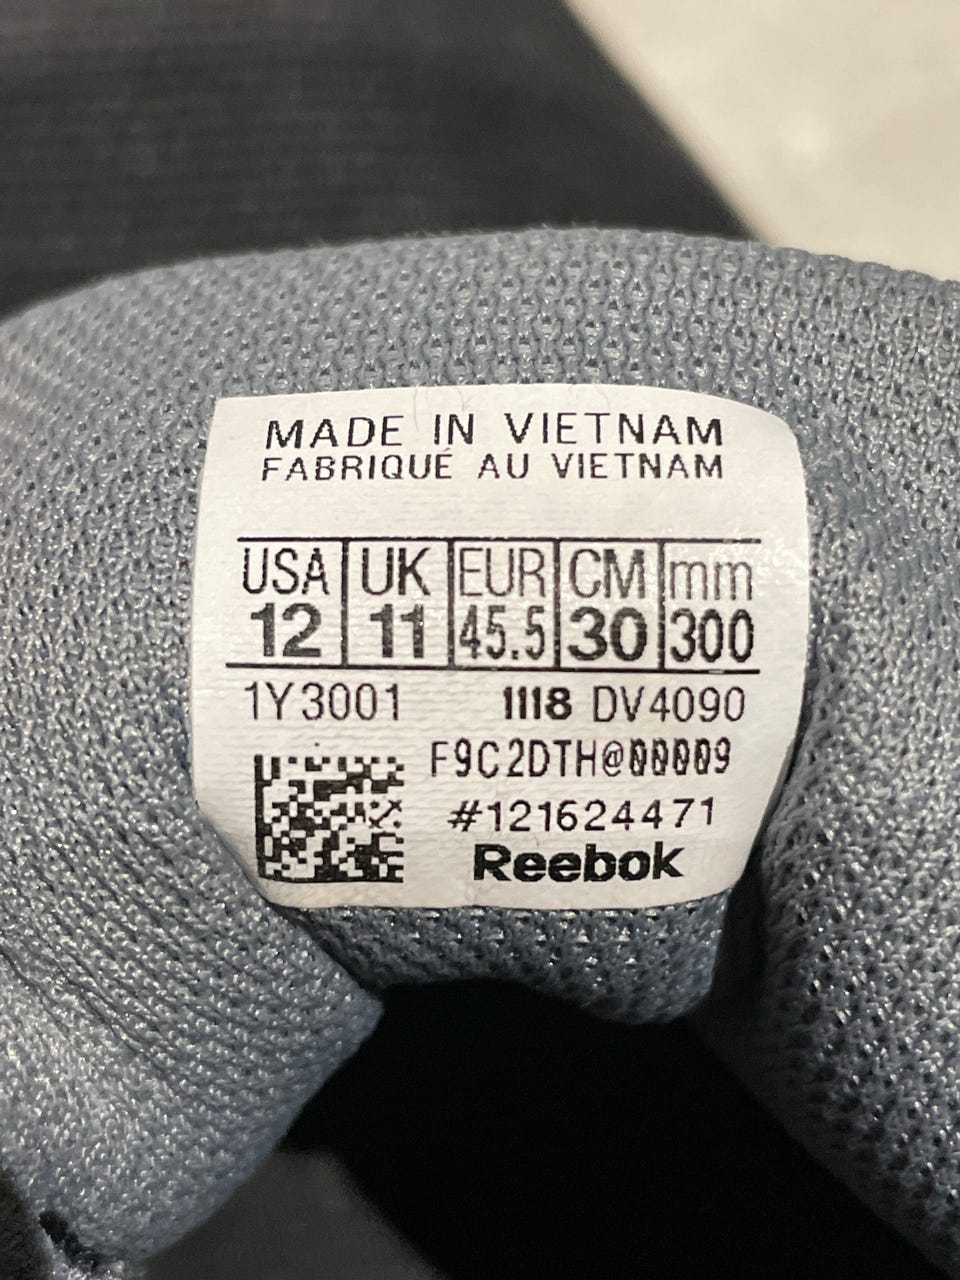 MADE IN VIETNAM
FABRIQUÉ AU VIETNAM
USA UK EUR CM mm
12 11 45.5 30 300
1Y3001 1118 DV4090
F9C2DTH@00009
#121624471
Reebok